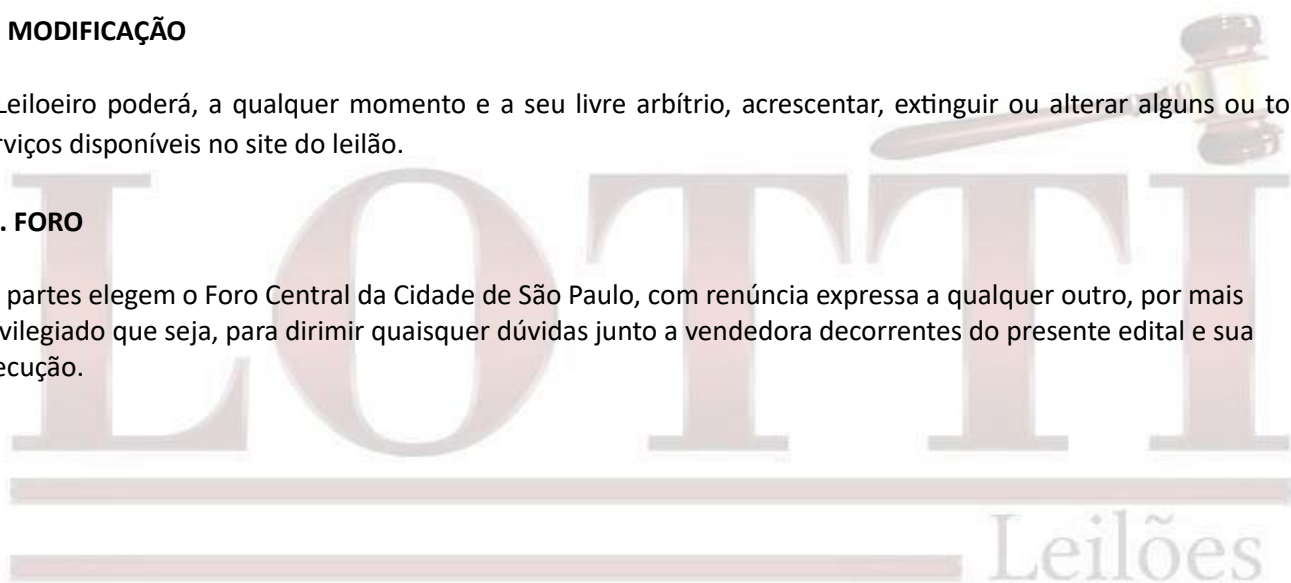 MODIFICAÇÃO
Leiloeiro poderá, a qualquer momento e a seu livre arbítrio, acrescentar, extinguir ou alterar alguns ou to
rviços disponíveis no site do leilão.
. FORO
partes elegem o Foro Central da Cidade de São Paulo, com renúncia expressa a qualquer outro, por mais
vilegiado que seja, para dirimir quaisquer dúvidas junto a vendedora decorrentes do presente edital e sua
ecução.
LOTTI
Leilões